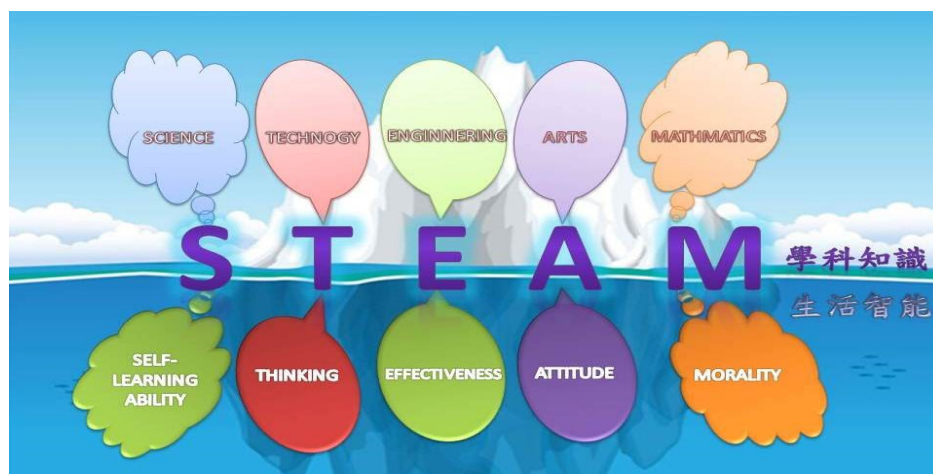 SCIENCE
TECHNOGY
ENGINNERING
ARTS
MATHMATICS
STEAM
學科知識
生活智能
SELF-
LEARNING
ABILITY
THINKING
EFFECTIVENESS
ATTITUDE
MORALITY